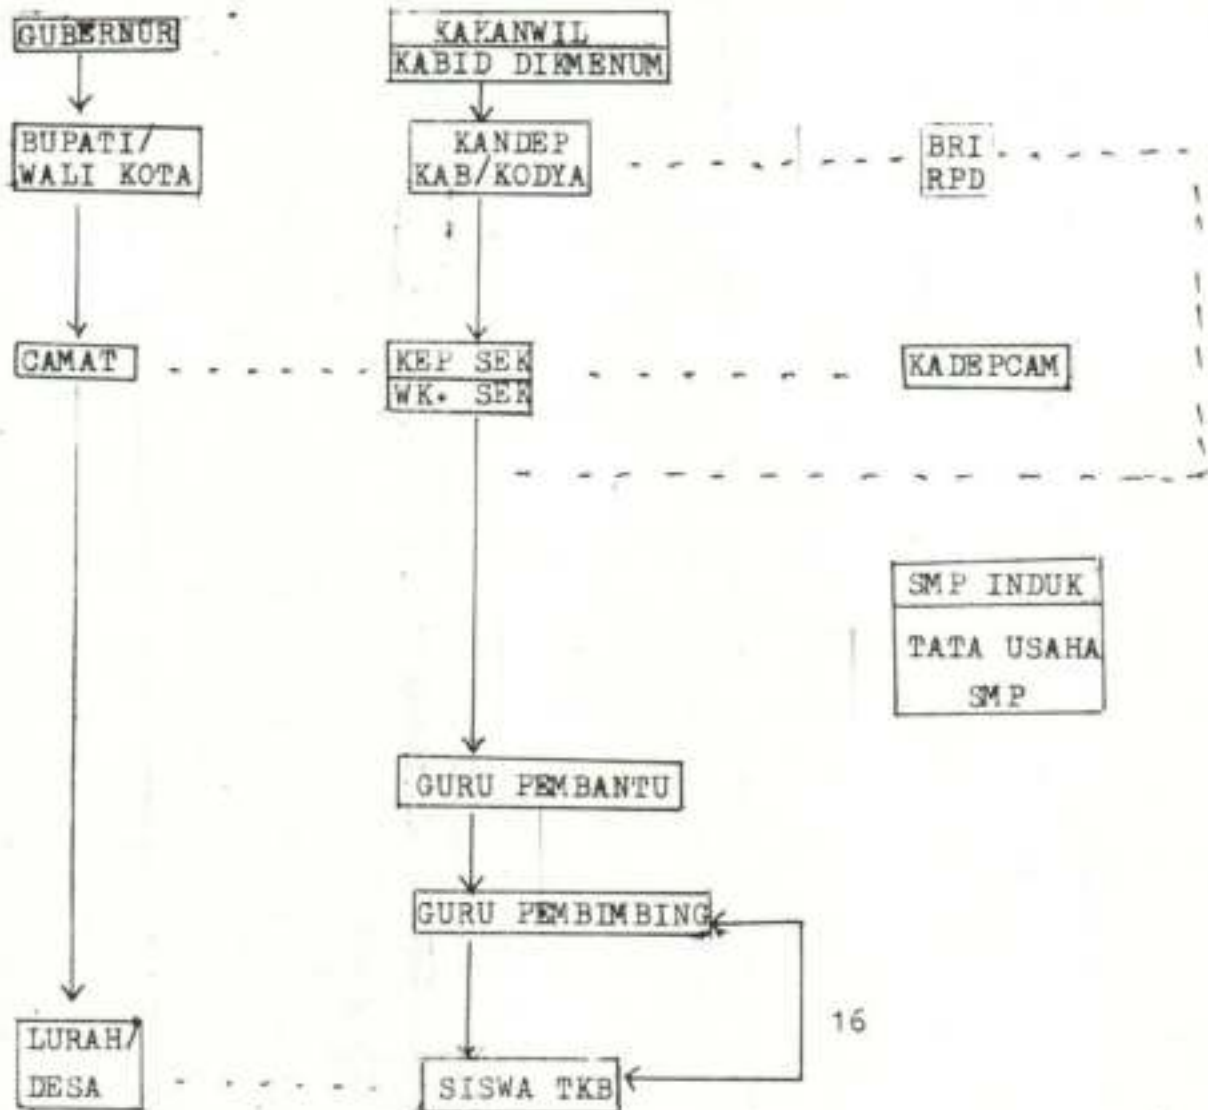 GUBERNUR
KAKANWIL
KABID DIKMENUM
BUPATI/
WALI KOTA
KANDEP
KAB/KODYA
BRI
RPD
CAMAT
KEP SEK
WK. SEK
KADEPCAM
SMP INDUK
TATA USAHA
SMP
GURU PEMBANTU
GURU PEMBIMBING
16
LURAH/
DESA
SISWA TKB